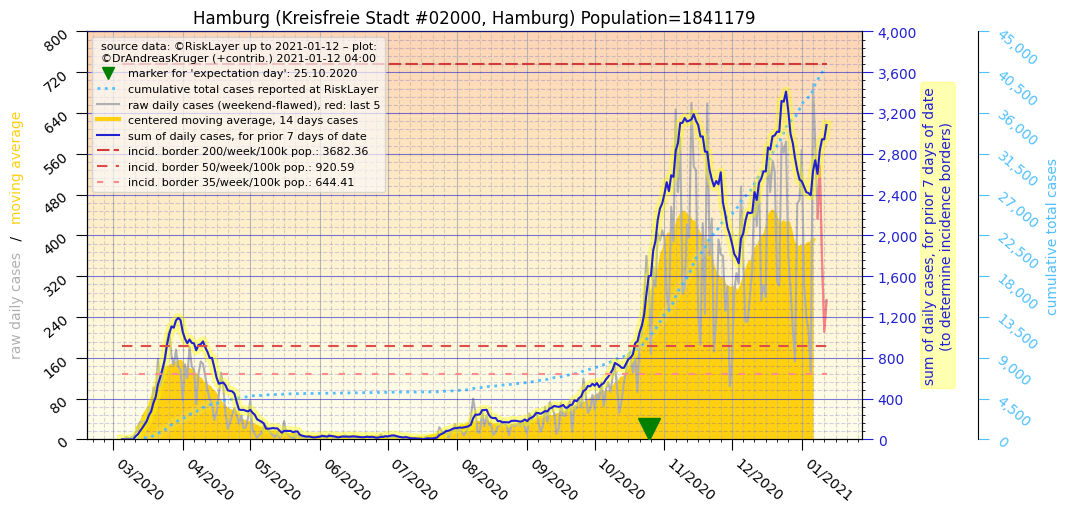 Hamburg (Kreisfreie Stadt #02000, Hamburg) Population=1841179
source data: ©RiskLayer up to 2021-01-12 – plot:
©DrAndreasKruger (+contrib.) 2021-01-12 04:00
marker for 'expectation day': 25.10.2020
cumulative total cases reported at RiskLayer
raw daily cases (weekend-flawed), red: last 5
centered moving average, 14 days cases
sum of daily cases, for prior 7 days of date
incid. border 200/week/100k pop.: 3682.36
incid. border 50/week/100k pop.: 920.59
incid. border 35/week/100k pop.: 644.41
raw daily cases / moving average
800
720
640
560
480
400
320
240
160
80
0
03/2020
04/2020
05/2020
06/2020
07/2020
08/2020
09/2020
10/2020
11/2020
12/2020
01/2021
4,000
3,600
3,200
2,800
2,400
2,000
1,600
1,200
800
400
0
sum of daily cases, for prior 7 days of date
(to determine incidence borders)
45,000
40,500
36,000
31,500
27,000
22,500
18,000
13,500
9,000
4,500
0
cumulative total cases